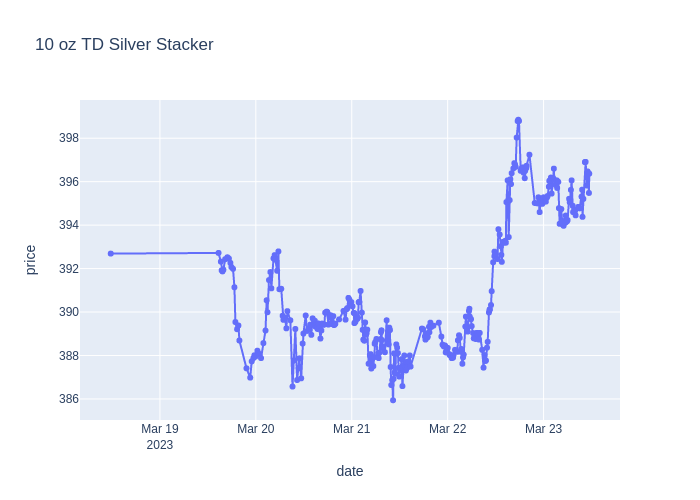 10 oz TD Silver Stacker
398
396
394
392
390
388
386
price
Mar 19
2023
Mar 20
Mar 21
Mar 22
Mar 23
date